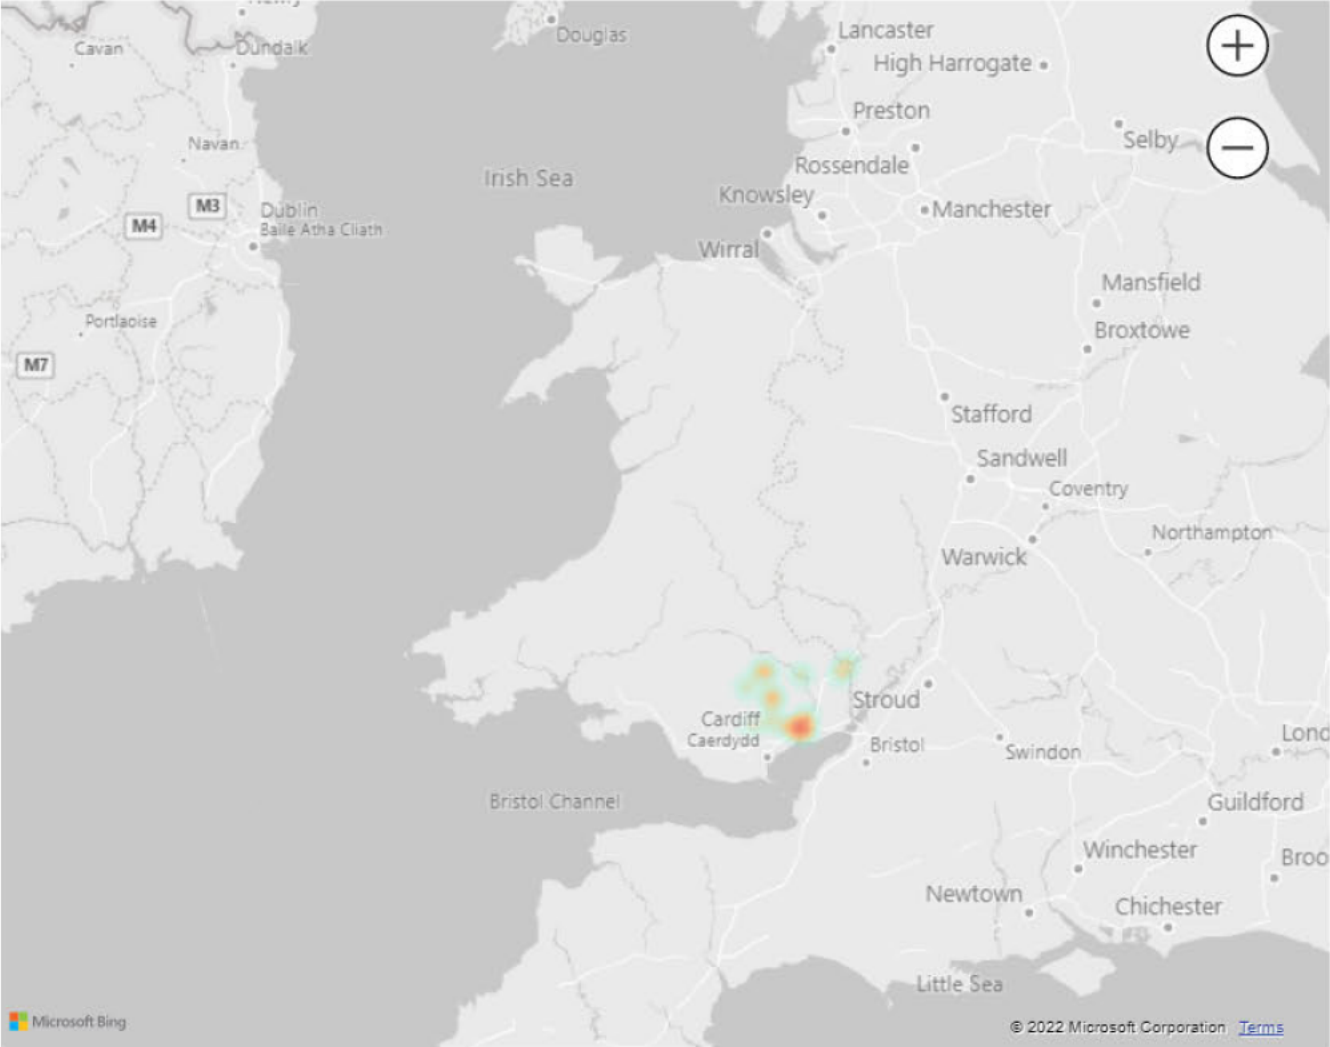 Newry
Cavan
Dundalk
Douglas
Lancaster
High Harrogate
Preston
Selby
Navan
Rossendale
Irish Sea
Knowsley
M3
Manchester
Dublin
Baile Atha Cliath
M4
Wirral
Mansfield
Portlaoise
Broxtowe
M7
Stafford
Sandwell
Coventry
Northampton
Warwick
Stroud
Cardiff
Caerdydd
Bristol
Swindon
Lond
Bristol Channel
Guildford
Winchester
Broo
Newtown
Chichester
Little Sea
Microsoft Bing
© 2022 Microsoft Corporation Terms